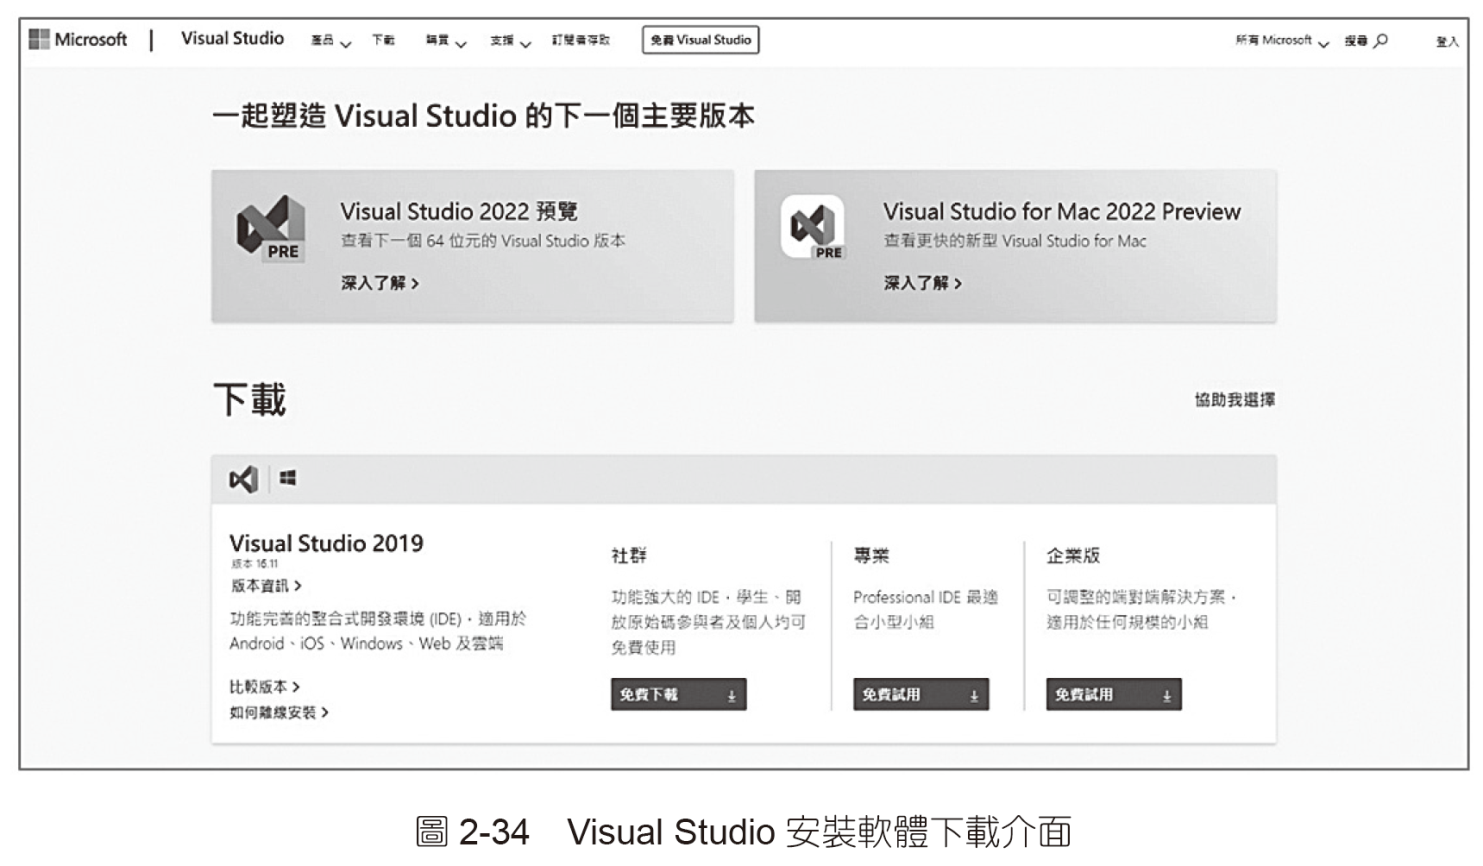 Microsoft | Visual Studio 產品 下載 購買 支援 訂閱者存取 免費 Visual Studio 所有 Microsoft 搜尋 登入
一起塑造 Visual Studio 的下一個主要版本
PRE
Visual Studio 2022 預覽
查看下一個 64 位元的 Visual Studio 版本
深入了解 >
PRE
Visual Studio for Mac 2022 Preview
查看更快的新型 Visual Studio for Mac
深入了解 >
下載
協助我選擇
Visual Studio 2019
版本 16.11
版本資訊 >
功能完善的整合式開發環境 (IDE),適用於
Android、iOS、Windows、Web 及雲端
比較版本 >
如何離線安裝 >
社群
功能強大的 IDE,學生、開
放原始碼參與者及個人均可
免費使用
免費下載
專業
Professional IDE 最適
合小型小組
免費試用
企業版
可調整的端對端解決方案,
適用於任何規模的小組
免費試用
圖 2-34 Visual Studio 安裝軟體下載介面